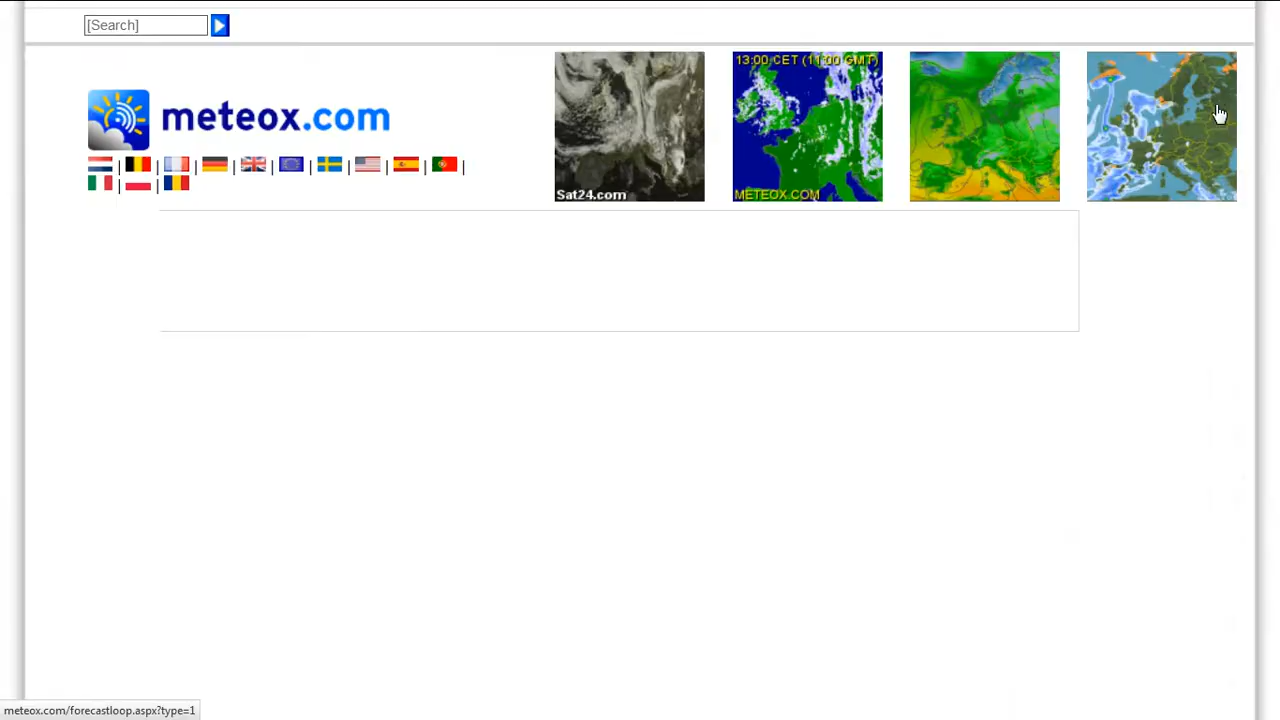 [Search]
meteox.com
Sat24.com
13:00 CET (11:00 GMT)
METEOX.COM
meteox.com/forecastloop.aspx?type=1